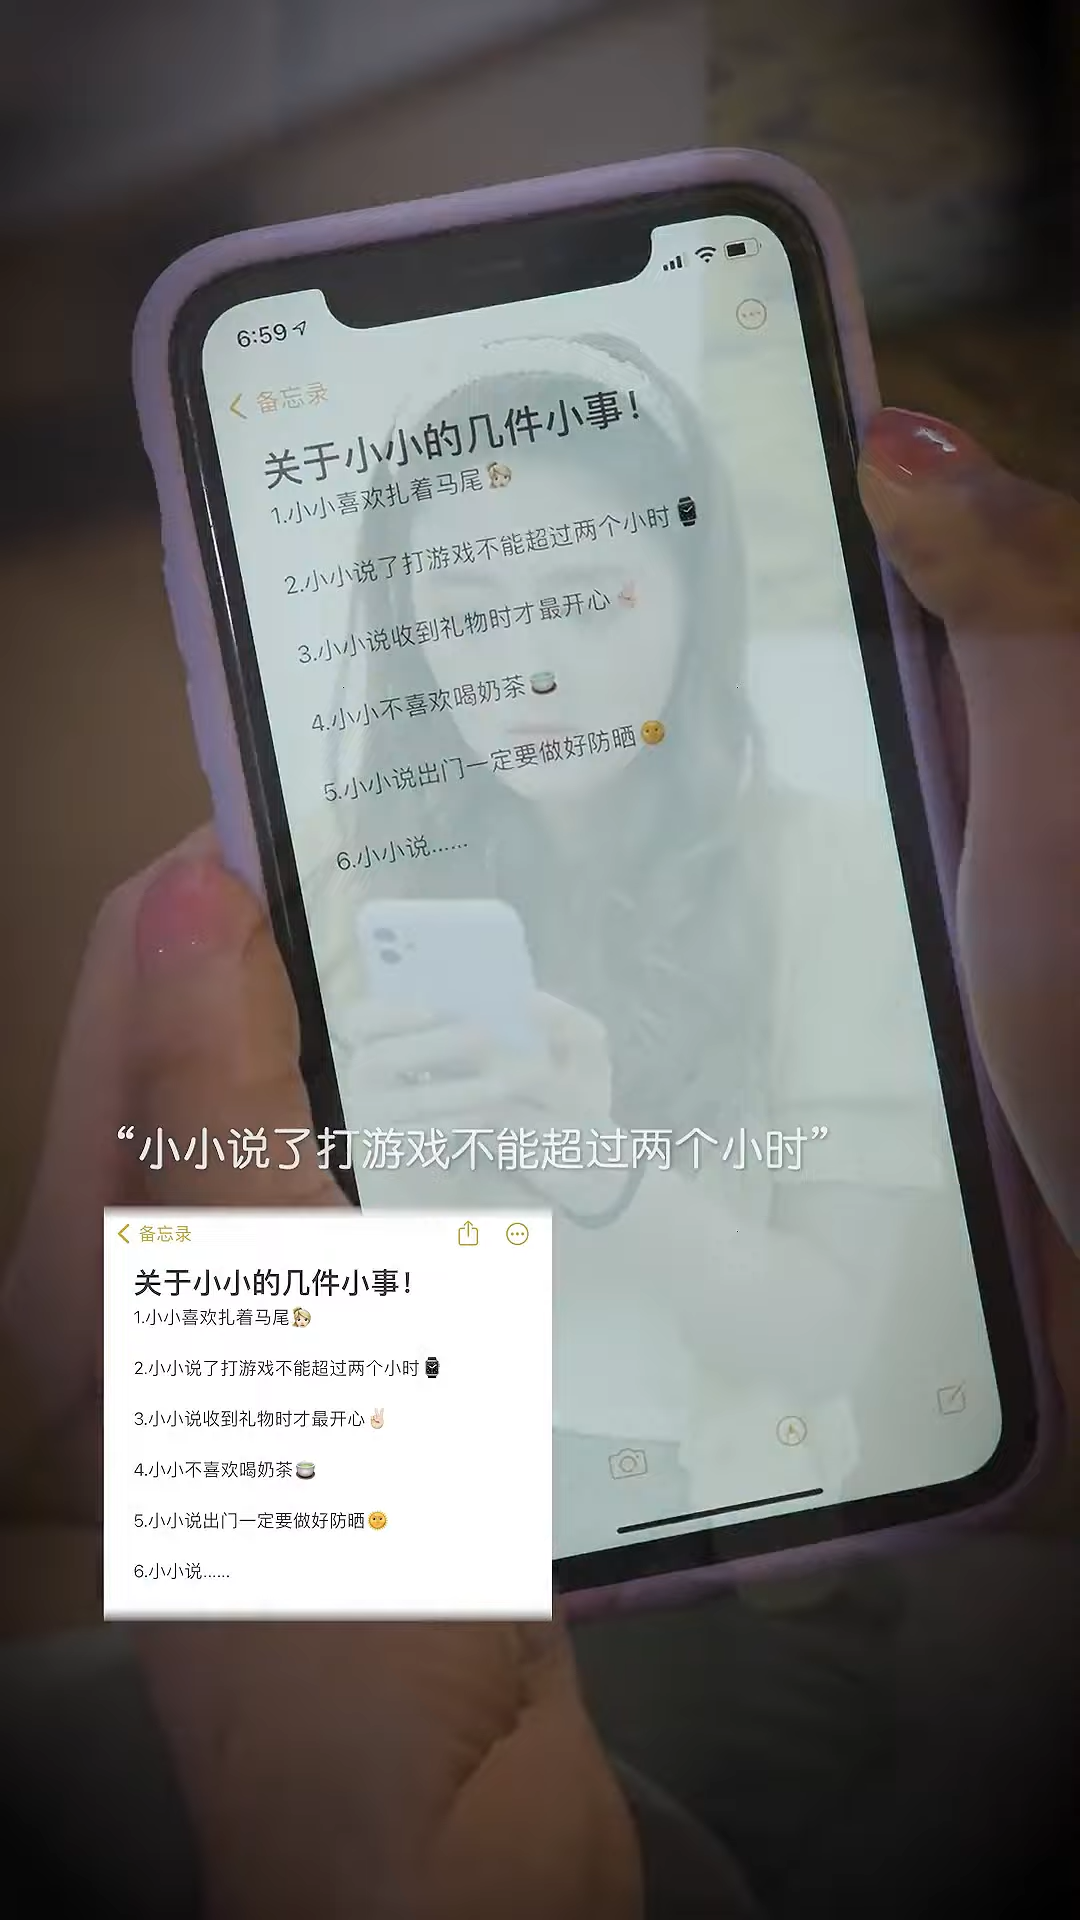 6:59
备忘录
关于小小的几件小事!
1.小小喜欢扎着马尾👱🏼‍♀️
2.小小说了打游戏不能超过两个小时⌚
3.小小说收到礼物时才最开心✌🏻
4.小小不喜欢喝奶茶🍵
5.小小说出门一定要做好防晒🌞
6.小小说......
“小小说了打游戏不能超过两个小时”
备忘录
关于小小的几件小事!
1.小小喜欢扎着马尾👱🏼‍♀️
2.小小说了打游戏不能超过两个小时⌚
3.小小说收到礼物时才最开心✌🏻
4.小小不喜欢喝奶茶🍵
5.小小说出门一定要做好防晒🌞
6.小小说......